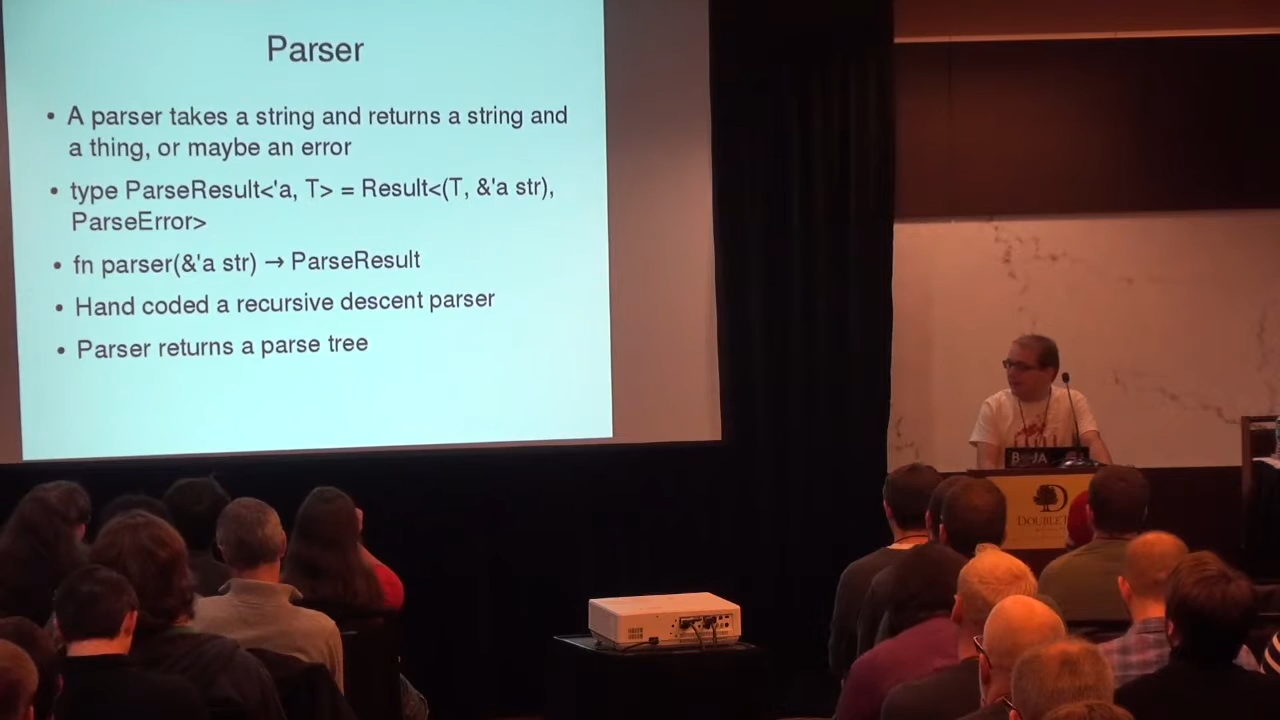 Parser
• A parser takes a string and returns a string and
a thing, or maybe an error
• type ParseResult<'a, T> = Result<(T, &'a str),
ParseError>
• fn parser(&'a str) → ParseResult
• Hand coded a recursive descent parser
• Parser returns a parse tree